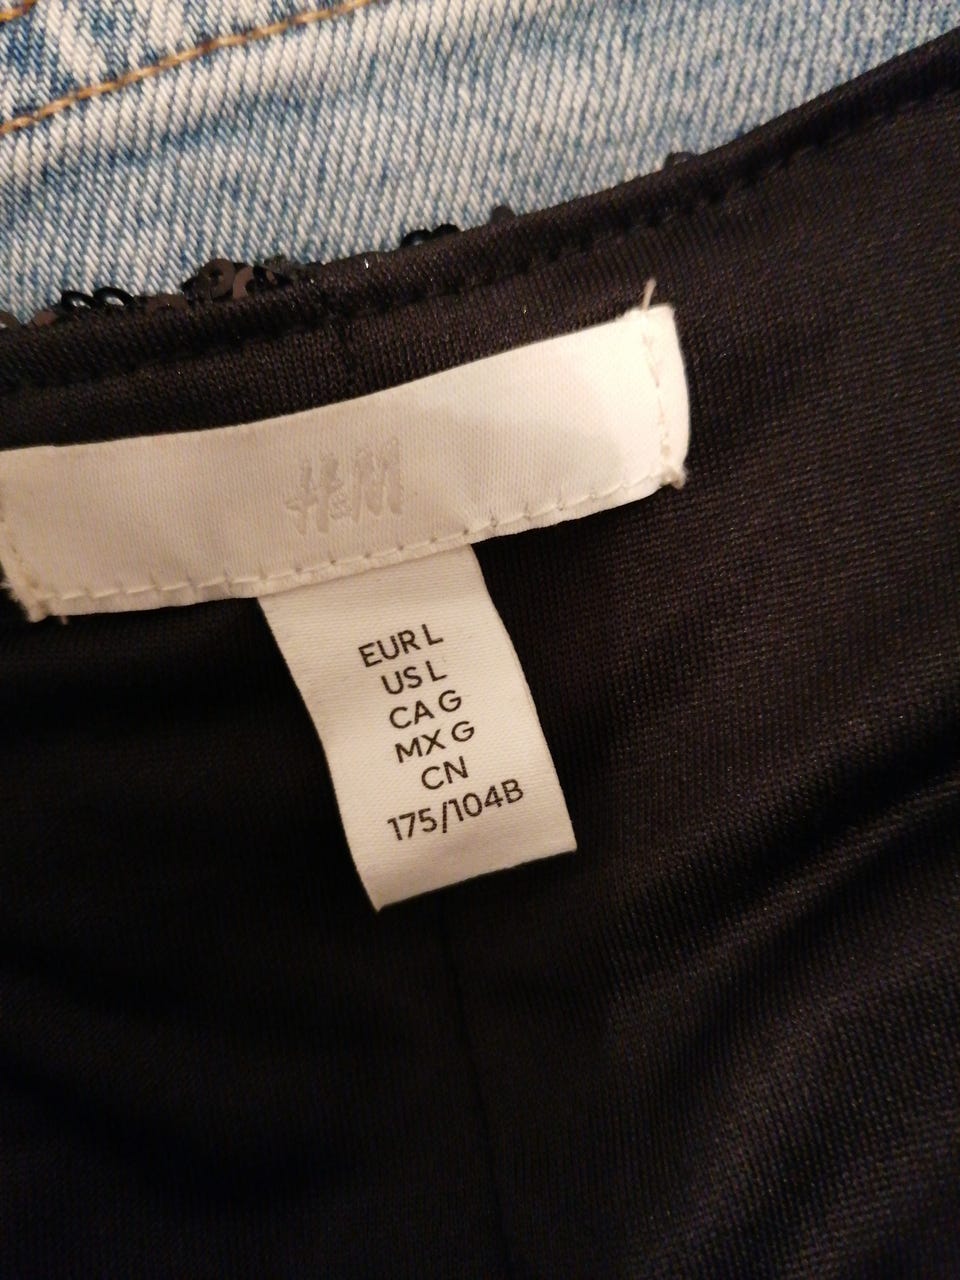 H&M
EUR L
US L
CA G
MX G
CN
175/104B